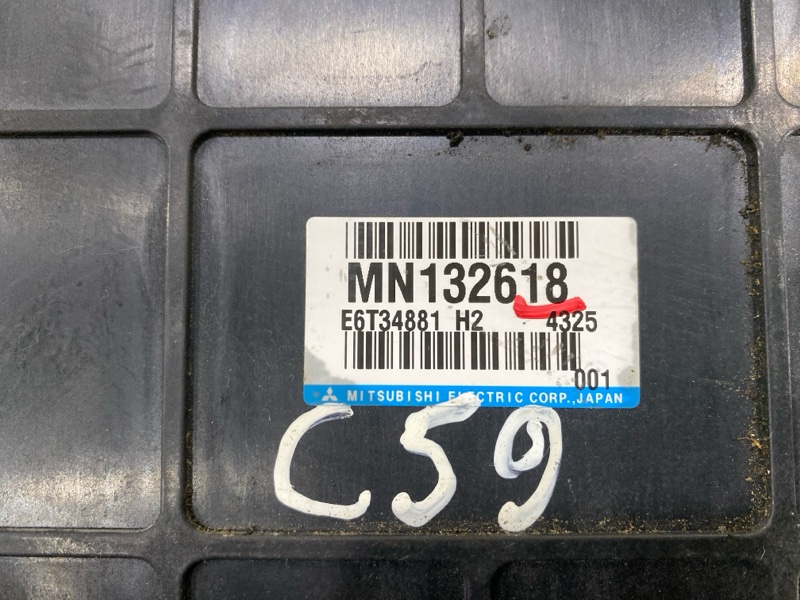 MN132618
E6T34881 H2 4325
001
MITSUBISHI ELECTRIC CORP.,JAPAN
C59